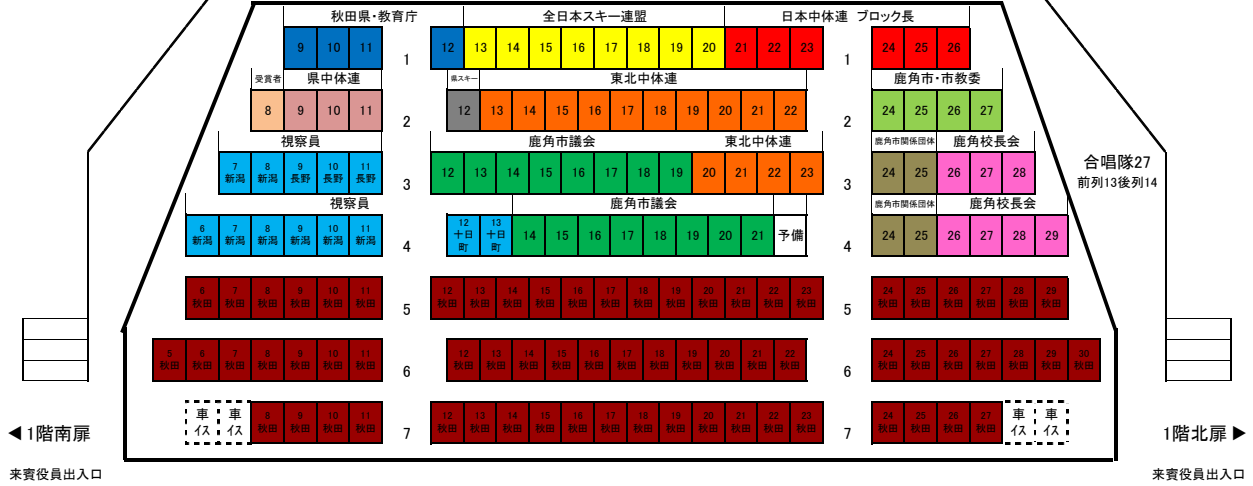 秋田県・教育庁 全日本スキー連盟 日本中体連 ブロック長
9 10 11 1 12 13 14 15 16 17 18 19 20 21 22 23 1 24 25 26
受賞者 県中体連 県スキー 東北中体連 鹿角市・市教委
8 9 10 11 2 12 13 14 15 16 17 18 19 20 21 22 2 24 25 26 27
視察員 鹿角市議会 東北中体連 鹿角市関係団体 鹿角校長会
7 8 9 10 11
新潟 新潟 長野 長野 長野 3 12 13 14 15 16 17 18 19 20 21 22 23 3 24 25 26 27 28
合唱隊27
前列13後列14
視察員 鹿角市議会 鹿角市関係団体 鹿角校長会
6 7 8 9 10 11 12 13
新潟 新潟 新潟 新潟 新潟 新潟 4 十日町 十日町 14 15 16 17 18 19 20 21 予備 4 24 25 26 27 28 29
6 7 8 9 10 11 12 13 14 15 16 17 18 19 20 21 22 23 24 25 26 27 28 29
秋田 秋田 秋田 秋田 秋田 秋田 5 秋田 秋田 秋田 秋田 秋田 秋田 秋田 秋田 秋田 秋田 秋田 秋田 5 秋田 秋田 秋田 秋田 秋田 秋田
5 6 7 8 9 10 11 12 13 14 15 16 17 18 19 20 21 22 24 25 26 27 28 29 30
秋田 秋田 秋田 秋田 秋田 秋田 秋田 6 秋田 秋田 秋田 秋田 秋田 秋田 秋田 秋田 秋田 秋田 秋田 6 秋田 秋田 秋田 秋田 秋田 秋田 秋田
車イス 車イス 8 9 10 11 12 13 14 15 16 17 18 19 20 21 22 23 24 25 26 27 車イス 車イス
秋田 秋田 秋田 秋田 7 秋田 秋田 秋田 秋田 秋田 秋田 秋田 秋田 秋田 秋田 秋田 秋田 7 秋田 秋田 秋田 秋田
◀1階南扉 1階北扉▶
来賓役員出入口 来賓役員出入口